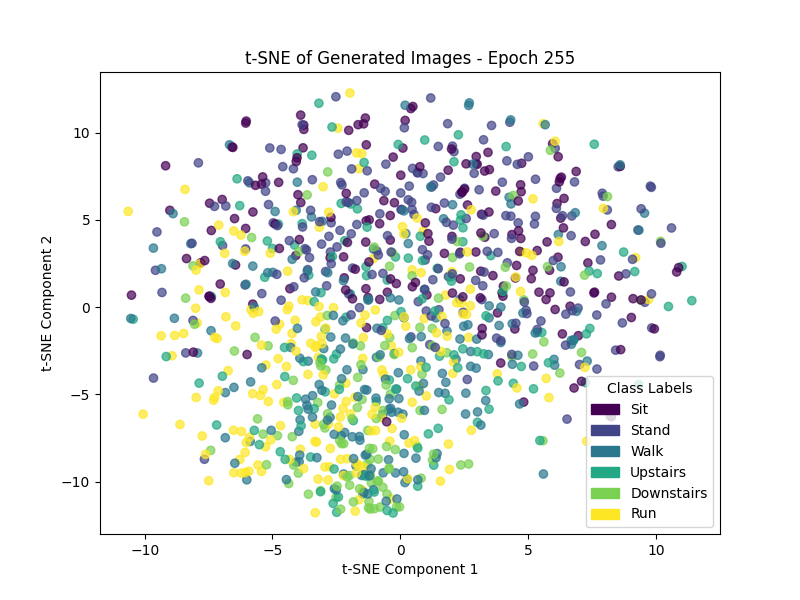 t-SNE of Generated Images - Epoch 255
t-SNE Component 2
10
5
0
−5
−10
−10
−5
0
5
10
t-SNE Component 1
Class Labels
Sit
Stand
Walk
Upstairs
Downstairs
Run